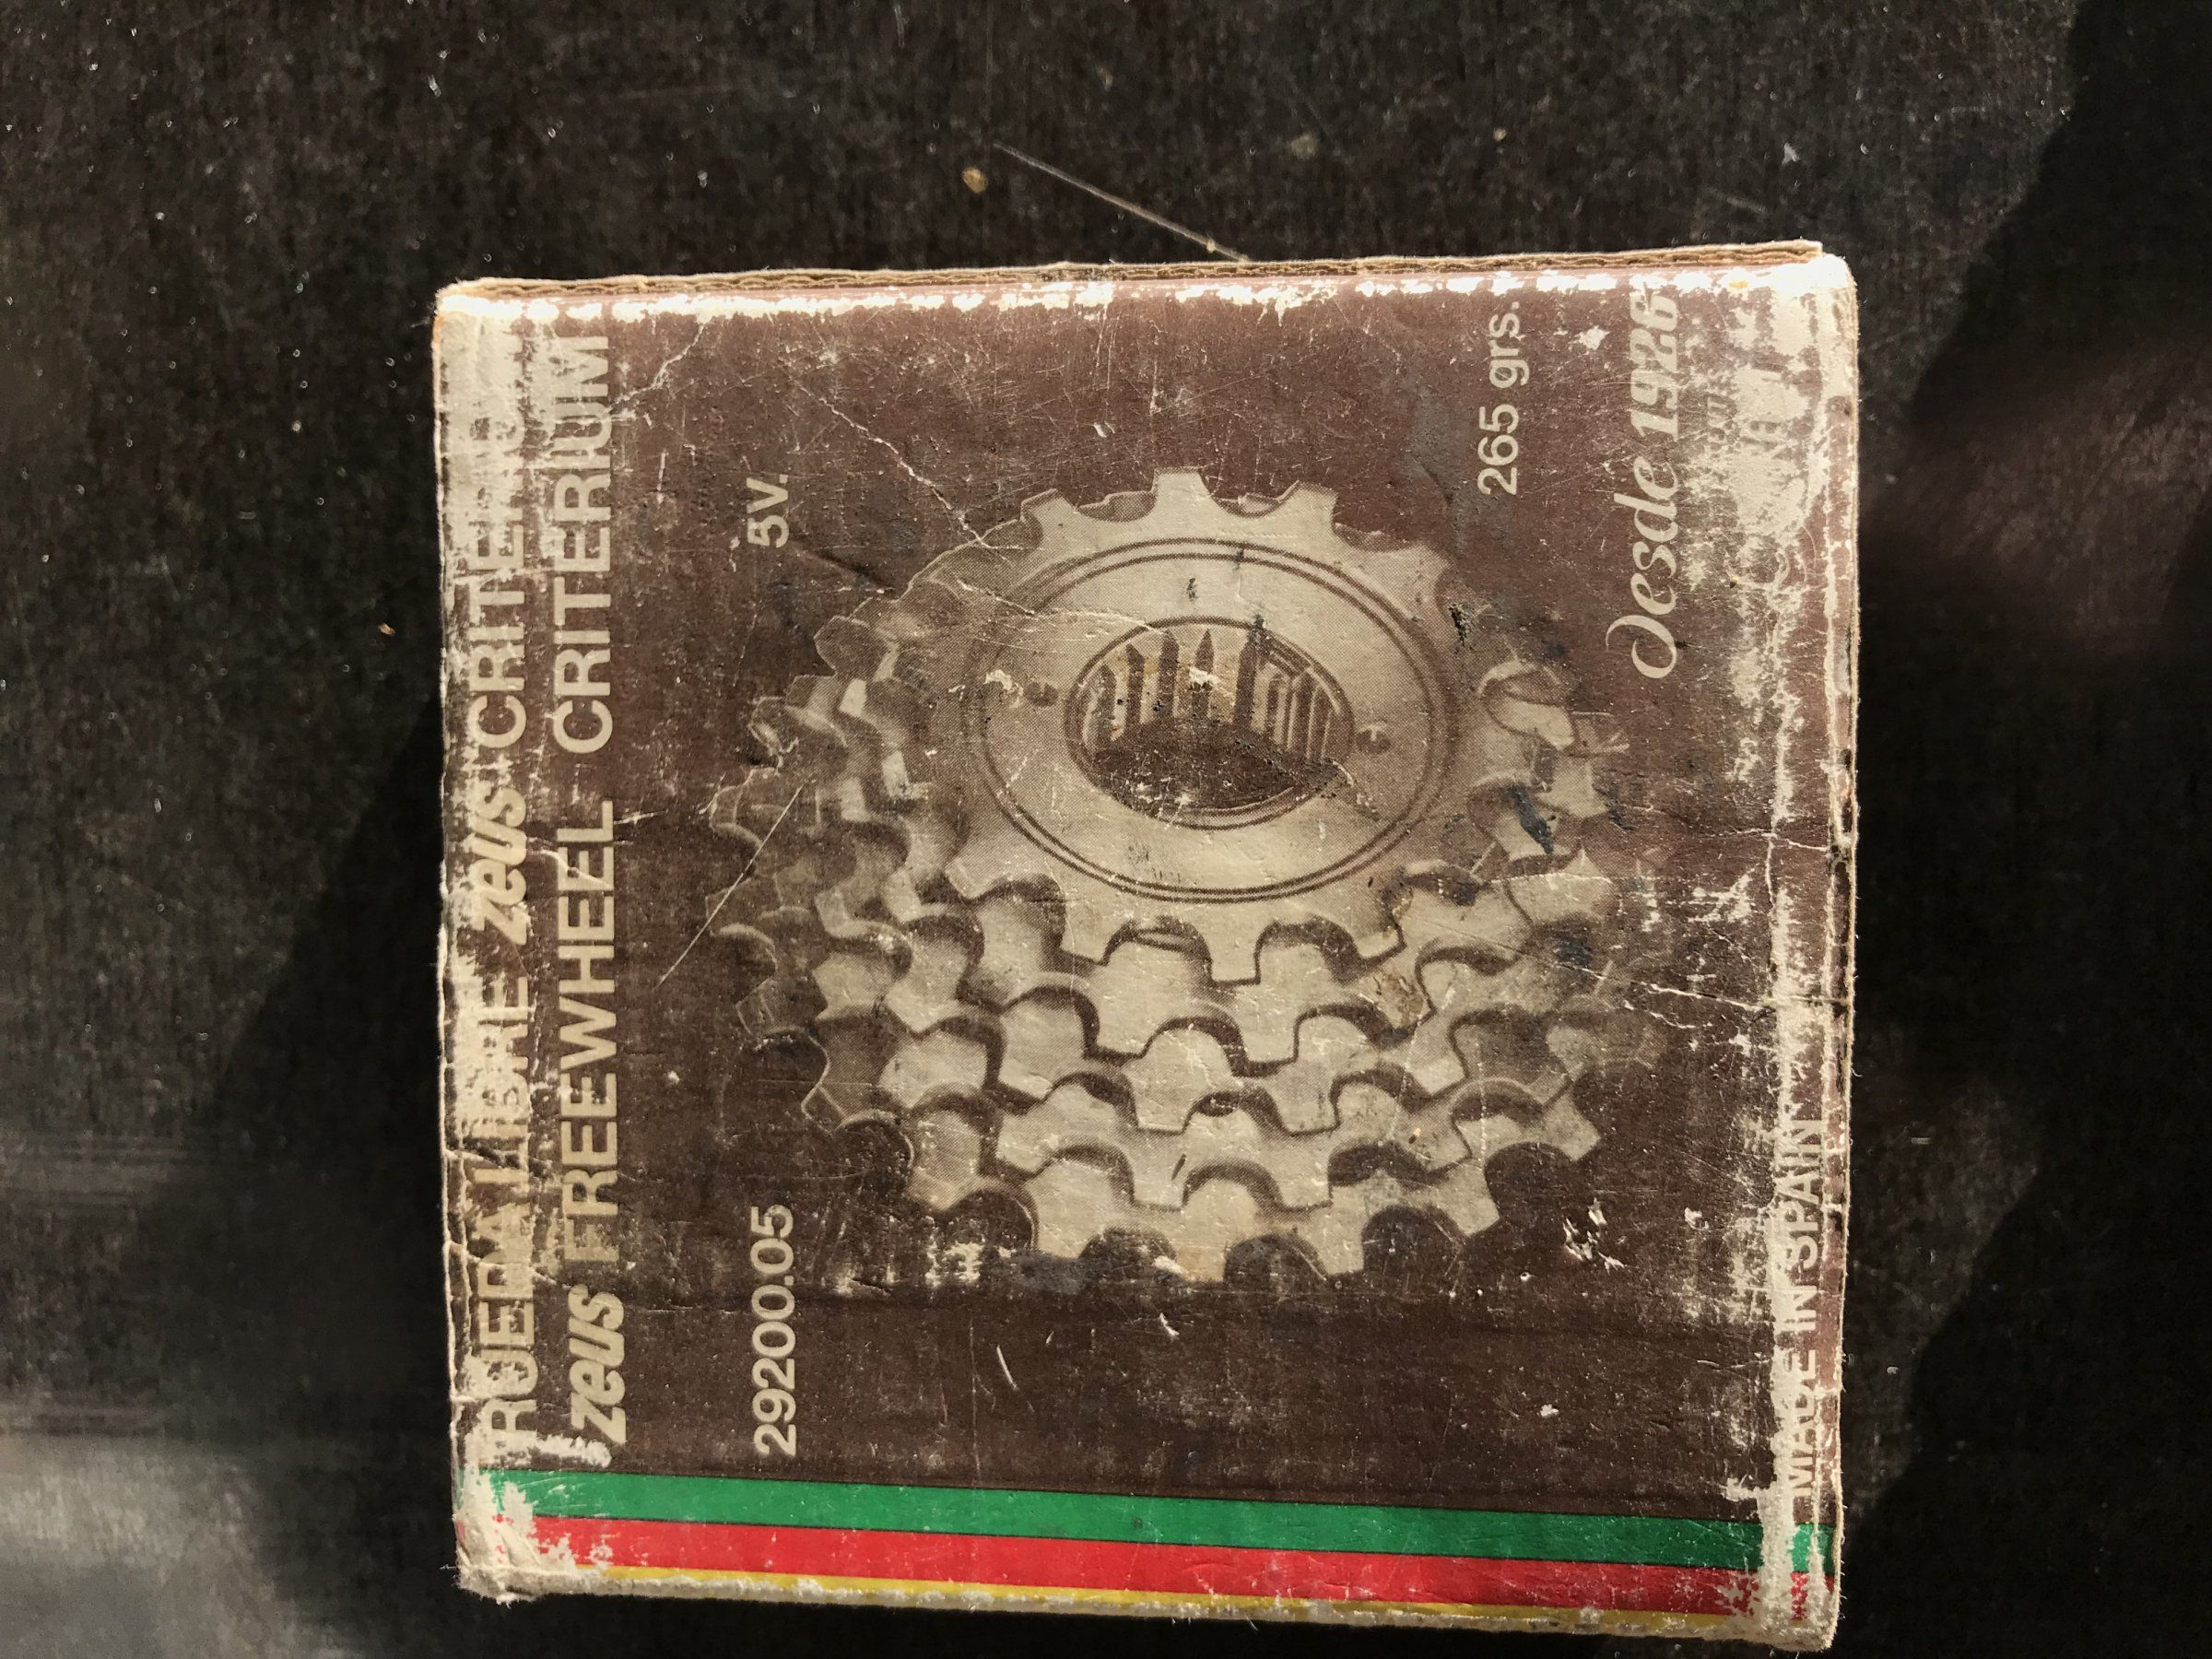 RUEDA LIBRE zeus CRITERIUM
zeus FREEWHEEL CRITERIUM
29200.05 5V.
265 grs.
Desde 1926
MADE IN SPAIN